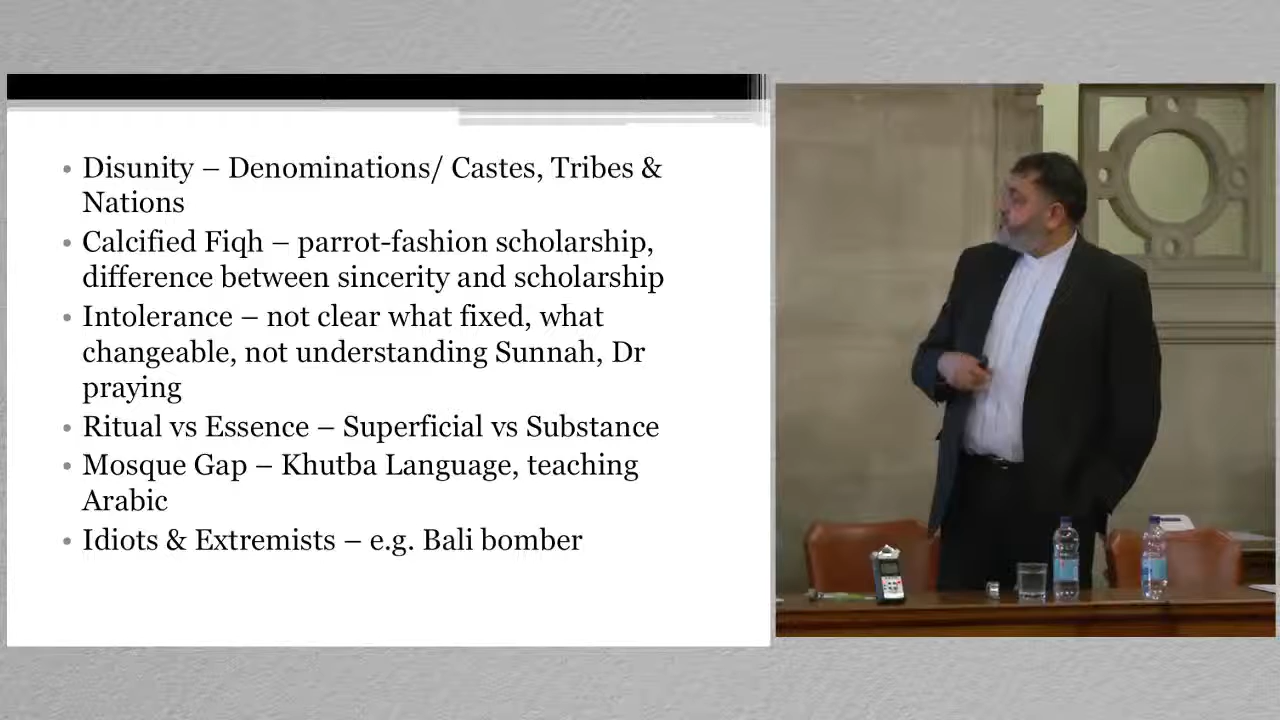 • Disunity – Denominations/ Castes, Tribes &
Nations
• Calcified Fiqh – parrot-fashion scholarship,
difference between sincerity and scholarship
• Intolerance – not clear what fixed, what
changeable, not understanding Sunnah, Dr
praying
• Ritual vs Essence – Superficial vs Substance
• Mosque Gap – Khutba Language, teaching
Arabic
• Idiots & Extremists – e.g. Bali bomber